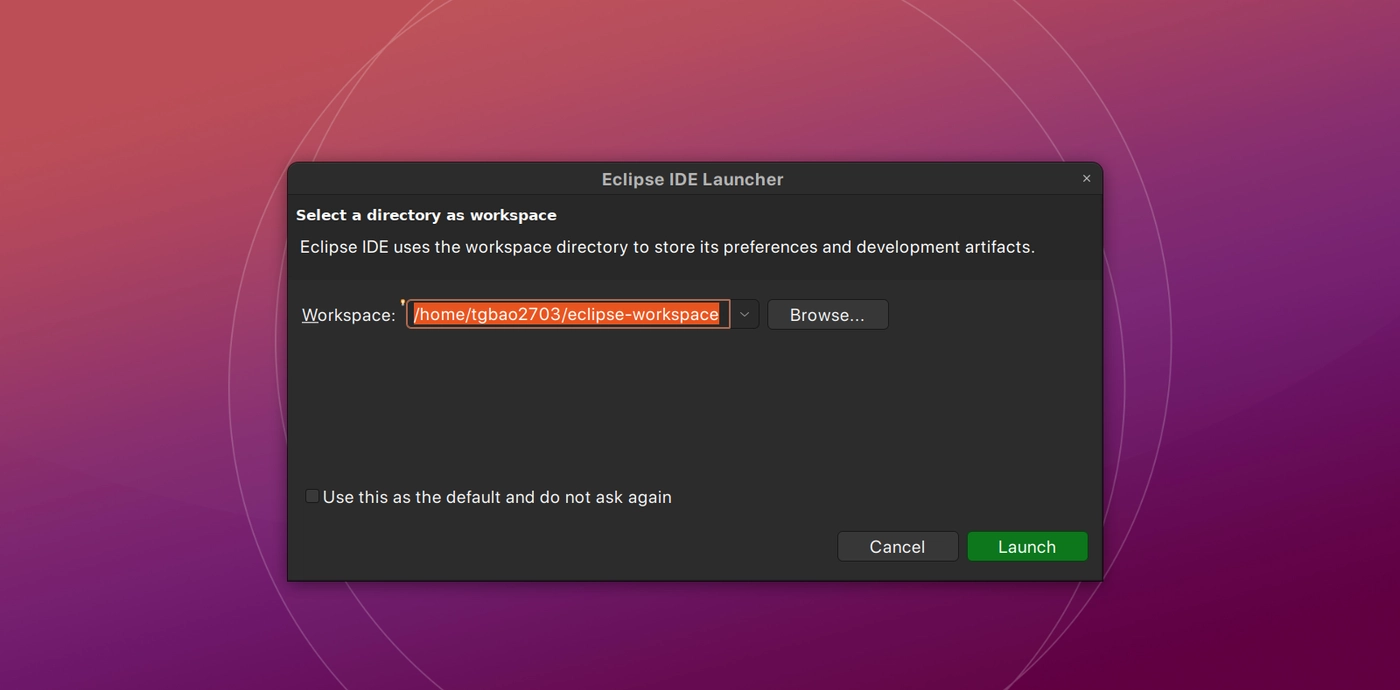 Eclipse IDE Launcher
×
Select a directory as workspace
Eclipse IDE uses the workspace directory to store its preferences and development artifacts.
Workspace: /home/tgbao2703/eclipse-workspace Browse...
Use this as the default and do not ask again
Cancel Launch